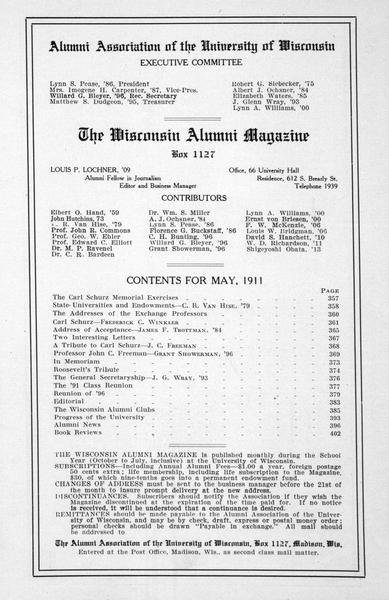 Alumni Association of the University of Wisconsin
EXECUTIVE COMMITTEE
Lynn S. Pease, '86, President
Mrs. Imogene H. Carpenter, '87, Vice-Pres.
Willard G. Bleyer, '96, Rec. Secretary
Matthew S. Dudgeon, '95, Treasurer
Robert G. Siebecker, '75
Albert J. Ochsner, '84
Elizabeth Waters, '85
J. Glenn Wray, '93
Lynn A. Williams, '00
The Wisconsin Alumni Magazine
Box 1127
LOUIS P. LOCHNER, '09
Alumni Fellow in Journalism
Editor and Business Manager
Office, 66 University Hall
Residence, 612 S. Brearly St.
Telephone 1939
CONTRIBUTORS
Elbert O. Hand, '59
John Hutchins, 73
R. Van Hise, '79
Prof. John R. Commons
Prof. Geo. W. Ehler
Prof. Edward C. Elliott
Dr. M. P. Ravenel
Dr. C. R. Bardeen
Dr. Wm. S. Miller
A. J. Ochsner, '84
Lynn S. Pease, '86
Florence G. Buckstaff, '86
C. H. Bunting, '96
Willard G. Bleyer, '96
Grant Showerman, '96
Lynn A. Williams, '00
Ernst von Briesen, '00
F. W. McKenzie, '06
Louis W. Bridgman, '06
David S. Hanchett, '10
W. D. Richardson, '11
Shigeyoshi Obata, '13
CONTENTS FOR MAY, 1911
PAGE
The Carl Schurz Memorial Exercises 357
State Universities and Endowments—C. R. VAN HISE, '79 358
The Addresses of the Exchange Professors 360
Carl Schurz—FREDERICK C. WINKLER 361
Address of Acceptance—JAMES F. TROTTMAN, '84 365
Two Interesting Letters 367
A Tribute to Carl Schurz—J. C. FREEMAN 368
Professor John C. Freeman—GRANT SHOWERMAN, '96 369
Appointments 373
Roosevelt's Tribute 374
The General Secretaryship—J. G. WRAY, '93 376
The '91 Class Reunion 377
Reunion of '96 379
Editorial 383
The Wisconsin Alumni Clubs 385
Progress of the University 393
Alumni News 396
Book Reviews 402
THE WISCONSIN ALUMNI MAGAZINE is published monthly during the School
Year (October to July, inclusive) at the University of Wisconsin.
SUBSCRIPTIONS—Including Annual Alumni Fees—$1.00 a year, foreign postage
50 cents extra; life membership, including life subscription to the Magazine,
$30, of which nine-tenths goes into a permanent endowment fund.
CHANGES OF ADDRESS must be sent to the business manager before the 21st of
the month to insure prompt delivery at the new address.
DISCONTINUANCES. Subscribers should notify the Association if they wish the
Magazine discontinued at the expiration of the time paid for. If no notice
is received, it will be understood that a continuance is desired.
REMITTANCES should be made payable to the Alumni Association of the Univer-
sity of Wisconsin, and may be by check, draft, express or postal money order;
personal checks should be drawn "Payable in exchange." All mail should
be addressed to
The Alumni Association of the University of Wisconsin, Box 1127, Madison, Wis.
Entered at the Post Office, Madison, Wis., as second class mail matter.